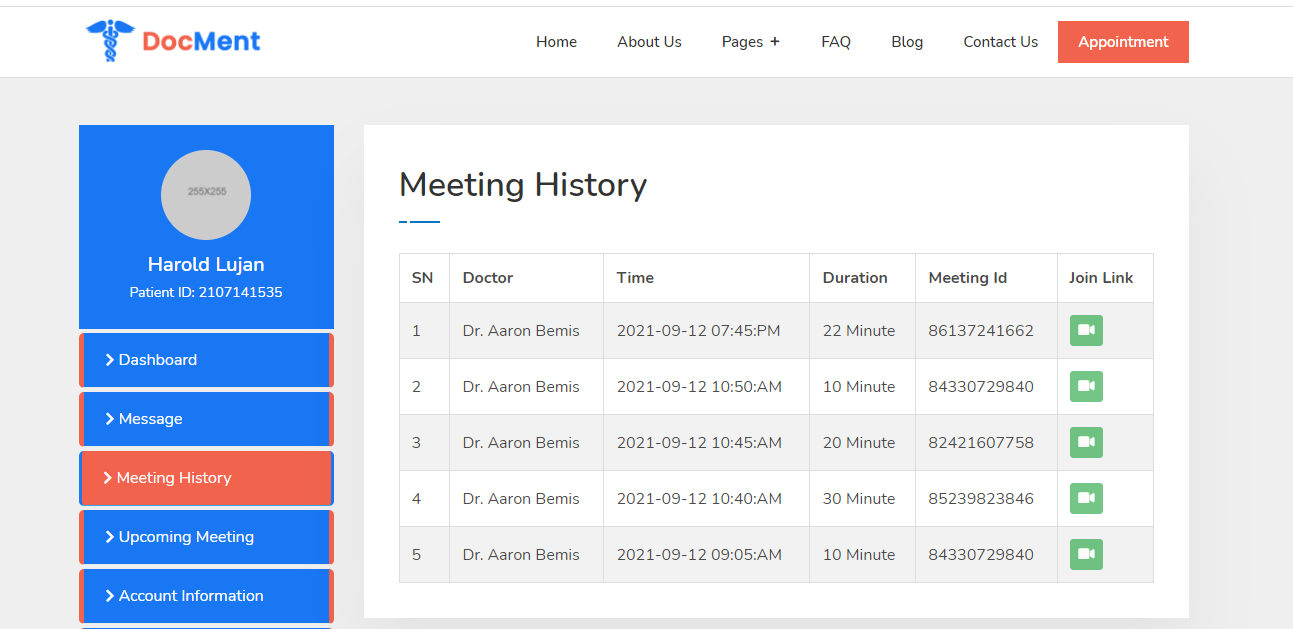 DocMent
Home About Us Pages + FAQ Blog Contact Us Appointment
255X255
Harold Lujan
Patient ID: 2107141535
Dashboard
Message
Meeting History
Upcoming Meeting
Account Information
Meeting History
SN Doctor Time Duration Meeting Id Join Link
1 Dr. Aaron Bemis 2021-09-12 07:45:PM 22 Minute 86137241662
2 Dr. Aaron Bemis 2021-09-12 10:50:AM 10 Minute 84330729840
3 Dr. Aaron Bemis 2021-09-12 10:45:AM 20 Minute 82421607758
4 Dr. Aaron Bemis 2021-09-12 10:40:AM 30 Minute 85239823846
5 Dr. Aaron Bemis 2021-09-12 09:05:AM 10 Minute 84330729840